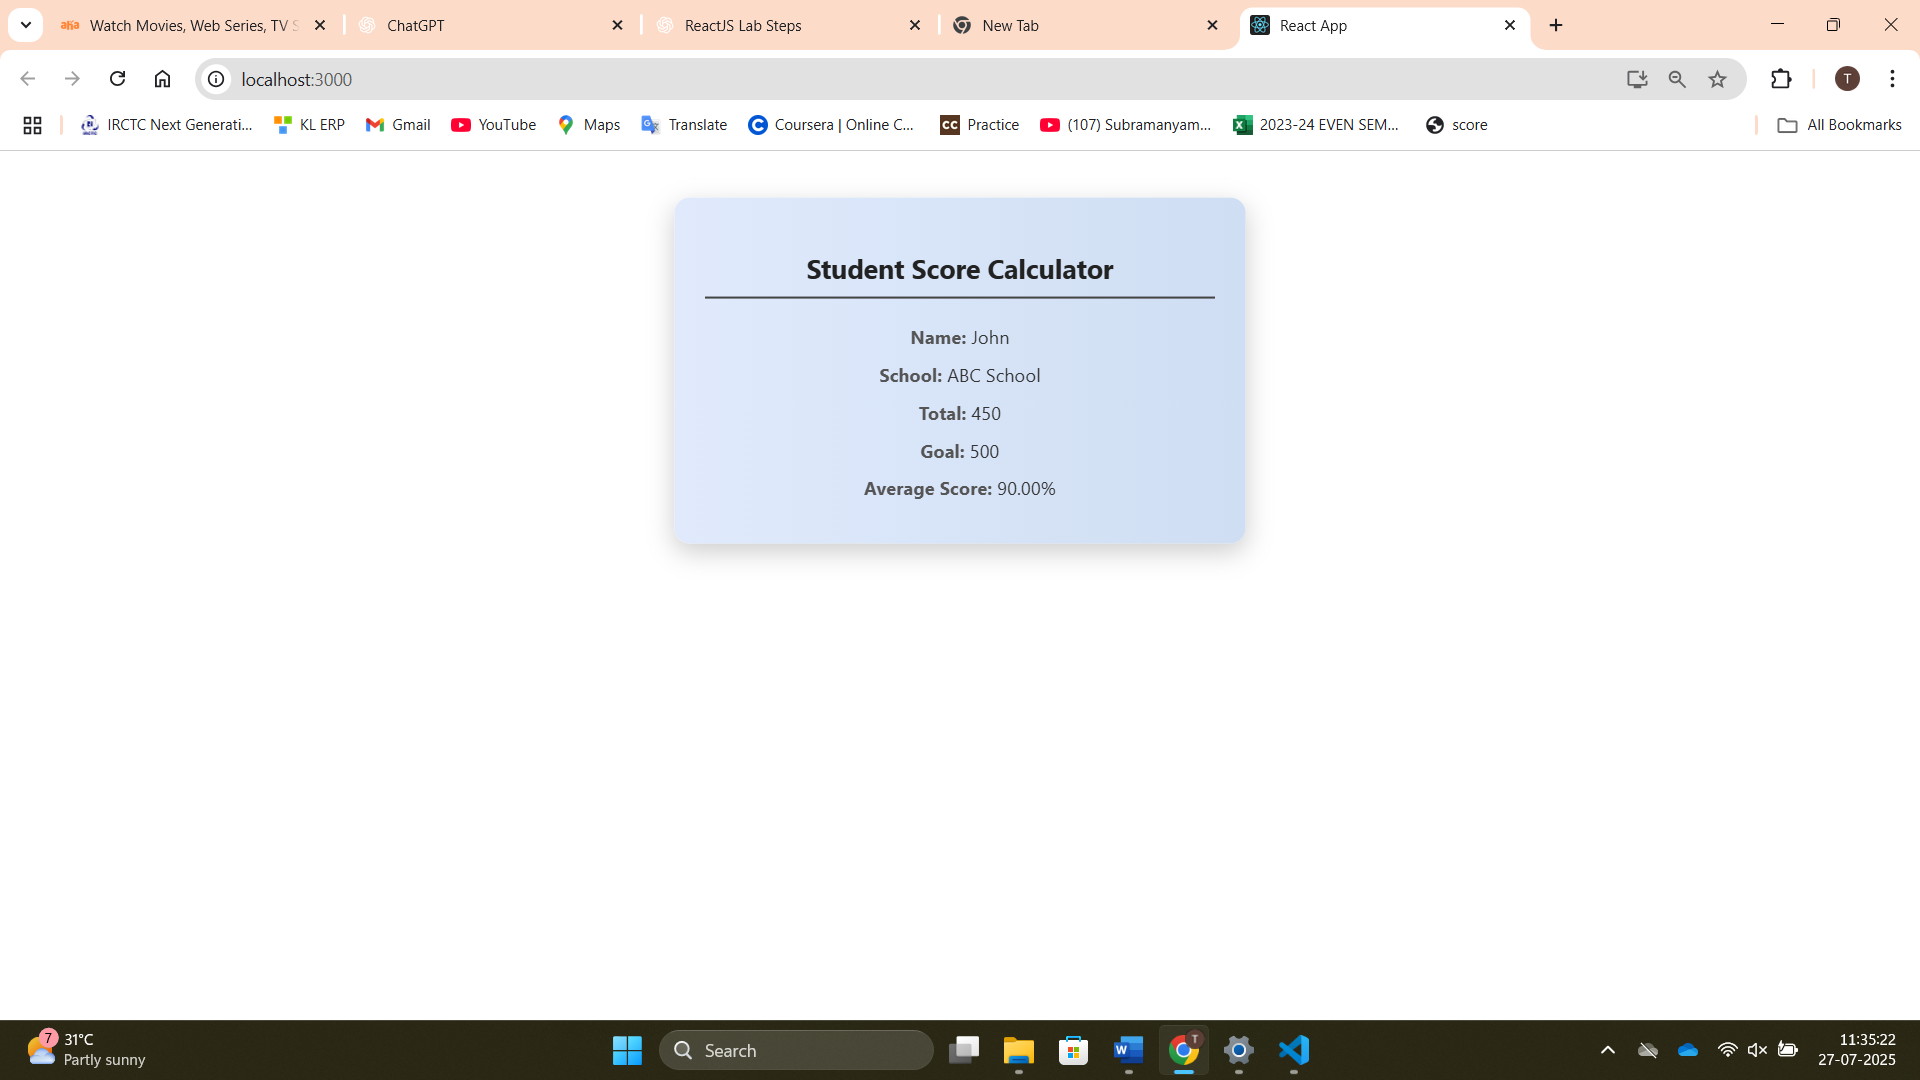 aha Watch Movies, Web Series, TV S
ChatGPT
ReactJS Lab Steps
New Tab
React App
localhost:3000
T
IRCTC Next Generati...
KL ERP
Gmail
YouTube
Maps
Translate
Coursera | Online C...
CC Practice
(107) Subramanyam...
2023-24 EVEN SEM...
score
All Bookmarks
Student Score Calculator
Name: John
School: ABC School
Total: 450
Goal: 500
Average Score: 90.00%
7
31°C
Partly sunny
Search
W
T
11:35:22
27-07-2025